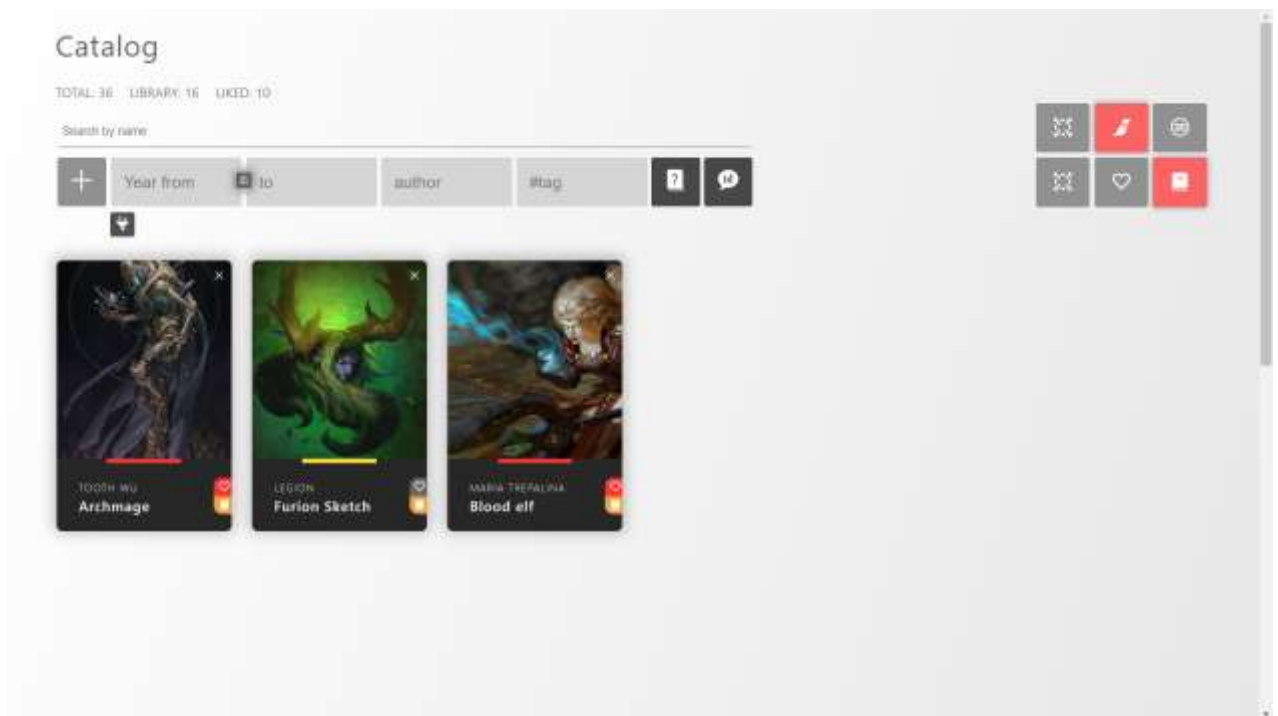 Catalog
TOTAL: 36 LIBRARY: 16 LIKED: 10
Search by name
Year from to author #tag
TOOTH WU
Archmage
LEGION
Furion Sketch
MARIA TREPALINA
Blood elf